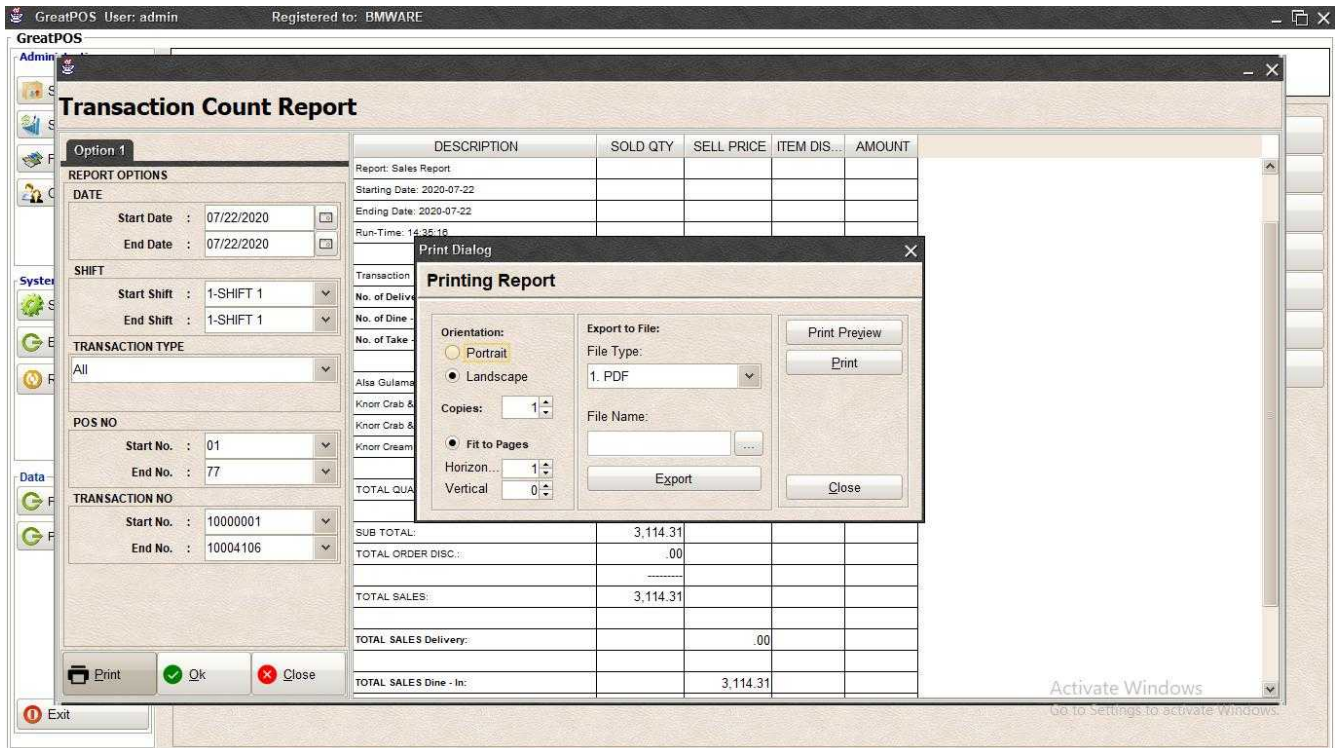 GreatPOS User: admin Registered to: BMWARE
GreatPOS
Transaction Count Report
Option 1
REPORT OPTIONS
DATE
Start Date : 07/22/2020
End Date : 07/22/2020
SHIFT
Start Shift : 1-SHIFT 1
End Shift : 1-SHIFT 1
TRANSACTION TYPE
All
POS NO
Start No. : 01
End No. : 77
TRANSACTION NO
Start No. : 10000001
End No. : 10004106
Print Ok Close
DESCRIPTION SOLD QTY SELL PRICE ITEM DIS... AMOUNT
Report: Sales Report
Starting Date: 2020-07-22
Ending Date: 2020-07-22
Run-Time: 14:35:16
Transaction
No. of Delive
No. of Dine -
No. of Take -
Alsa Gulama
Knorr Crab &
Knorr Crab &
Knorr Cream
TOTAL QUA
SUB TOTAL: 3,114.31
TOTAL ORDER DISC.: .00
---------
TOTAL SALES: 3,114.31
TOTAL SALES Delivery: .00
TOTAL SALES Dine - In: 3,114.31
Print Dialog
Printing Report
Orientation:
Portrait
Landscape
Copies: 1
Fit to Pages
Horizon... 1
Vertical 0
Export to File:
File Type:
1. PDF
File Name:
...
Export
Print Preview
Print
Close
Data
Exit
Activate Windows
Go to Settings to activate Windows.